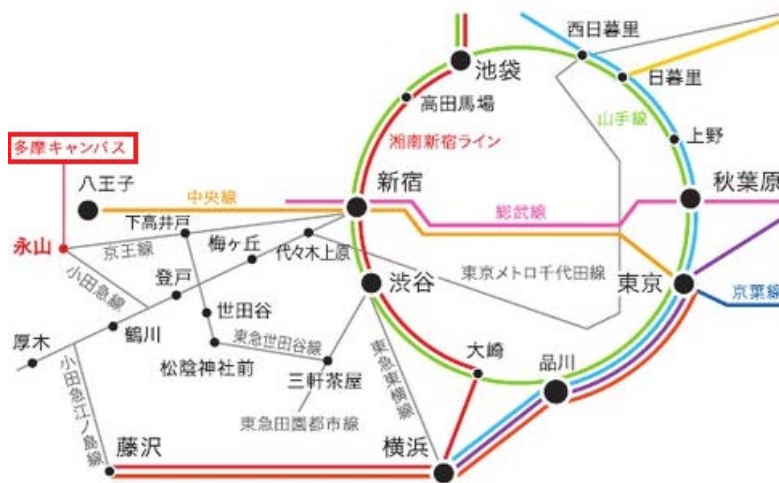 西日暮里
池袋
日暮里
高田馬場
山手線
多摩キャンパス
湘南新宿ライン
上野
八王子
中央線
新宿
秋葉原
下高井戸
総武線
永山
京王線
梅ヶ丘
代々木上原
小田急線
登戸
渋谷
東京メトロ千代田線
東京
京葉線
世田谷
厚木
鶴川
東急世田谷線
大崎
品川
松陰神社前
三軒茶屋
東急東横線
小田急江ノ島線
東急田園都市線
藤沢
横浜